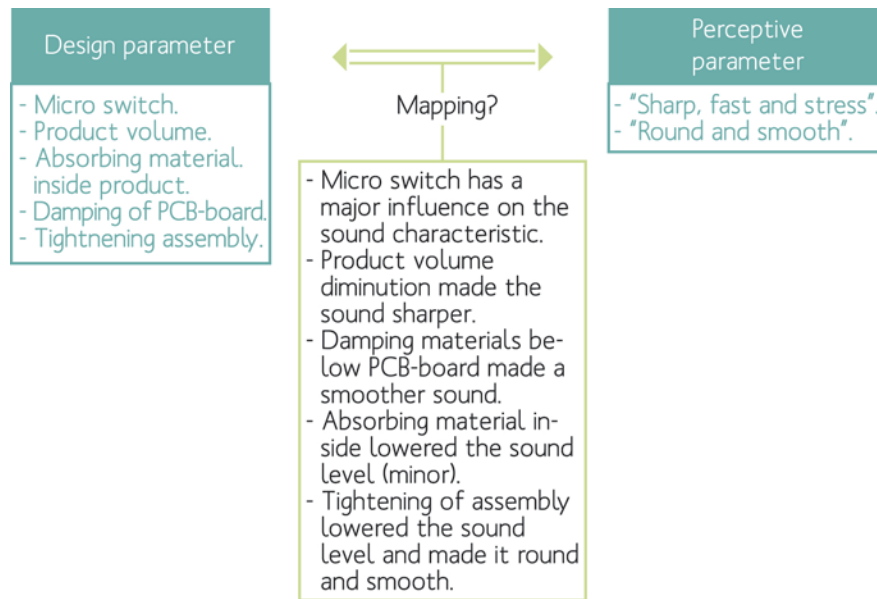 Design parameter
- Micro switch.
- Product volume.
- Absorbing material.
inside product.
- Damping of PCB-board.
- Tightnening assembly.
Mapping?
- Micro switch has a
major influence on the
sound characteristic.
- Product volume
diminution made the
sound sharper.
- Damping materials be-
low PCB-board made a
smoother sound.
- Absorbing material in-
side lowered the sound
level (minor).
- Tightening of assembly
lowered the sound
level and made it round
and smooth.
Perceptive
parameter
- "Sharp, fast and stress".
- "Round and smooth".